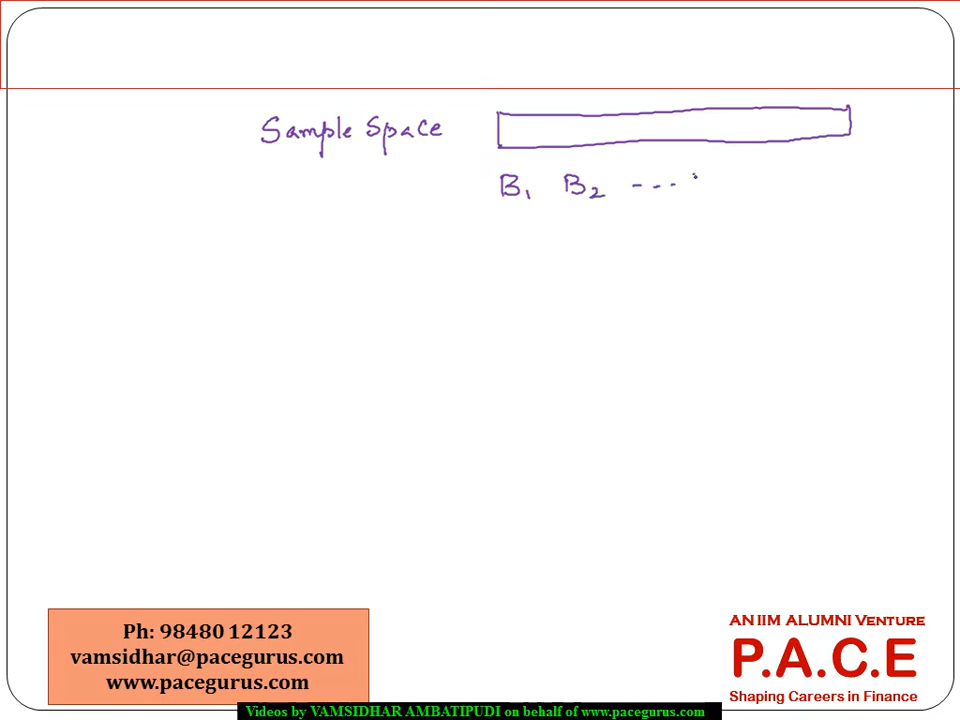 Sample Space
B₁ B₂ -----
Ph: 98480 12123
vamsidhar@pacegurus.com
www.pacegurus.com
AN IIM ALUMNI VENTURE
P.A.C.E
Shaping Careers in Finance
Videos by VAMSIDHAR AMBATIPUDI on behalf of www.pacegurus.com